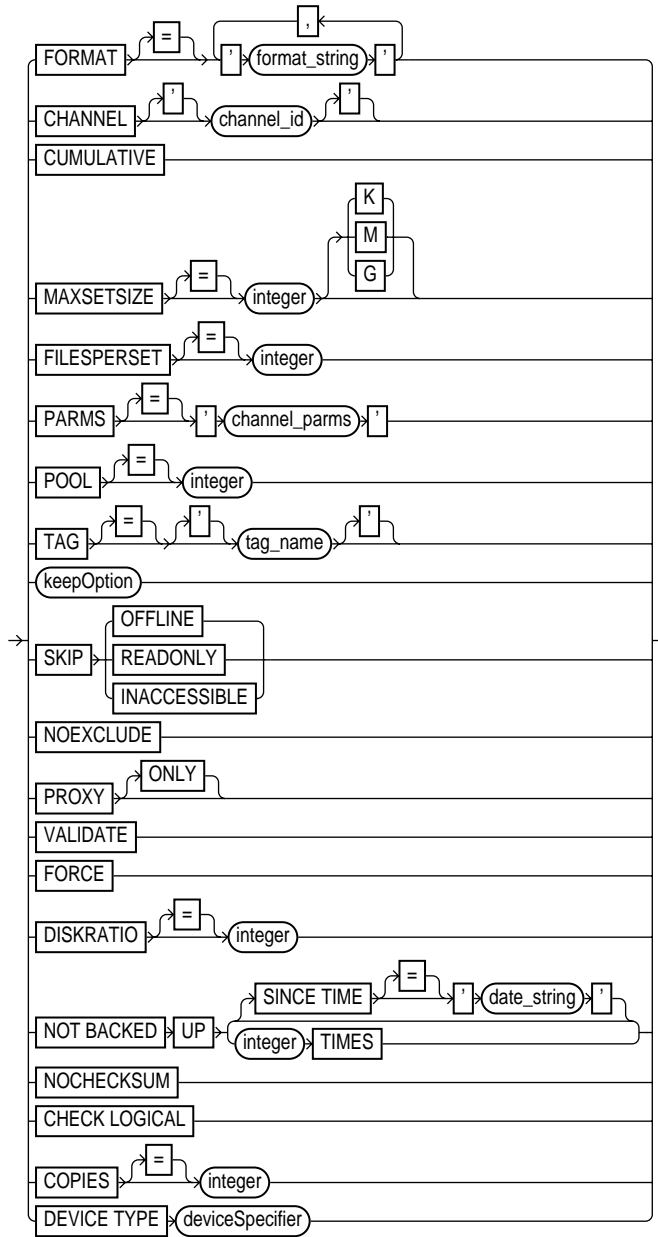 ,
=
FORMAT ' format_string '
' '
CHANNEL channel_id
CUMULATIVE
K
M
G
=
MAXSETSIZE integer
=
FILESPERSET integer
=
PARMS ' channel_parms '
=
POOL integer
= ' '
TAG tag_name
keepOption
OFFLINE
SKIP READONLY
INACCESSIBLE
NOEXCLUDE
ONLY
PROXY
VALIDATE
FORCE
=
DISKRATIO integer
=
SINCE TIME ' date_string '
NOT BACKED UP
integer TIMES
NOCHECKSUM
CHECK LOGICAL
=
COPIES integer
DEVICE TYPE deviceSpecifier